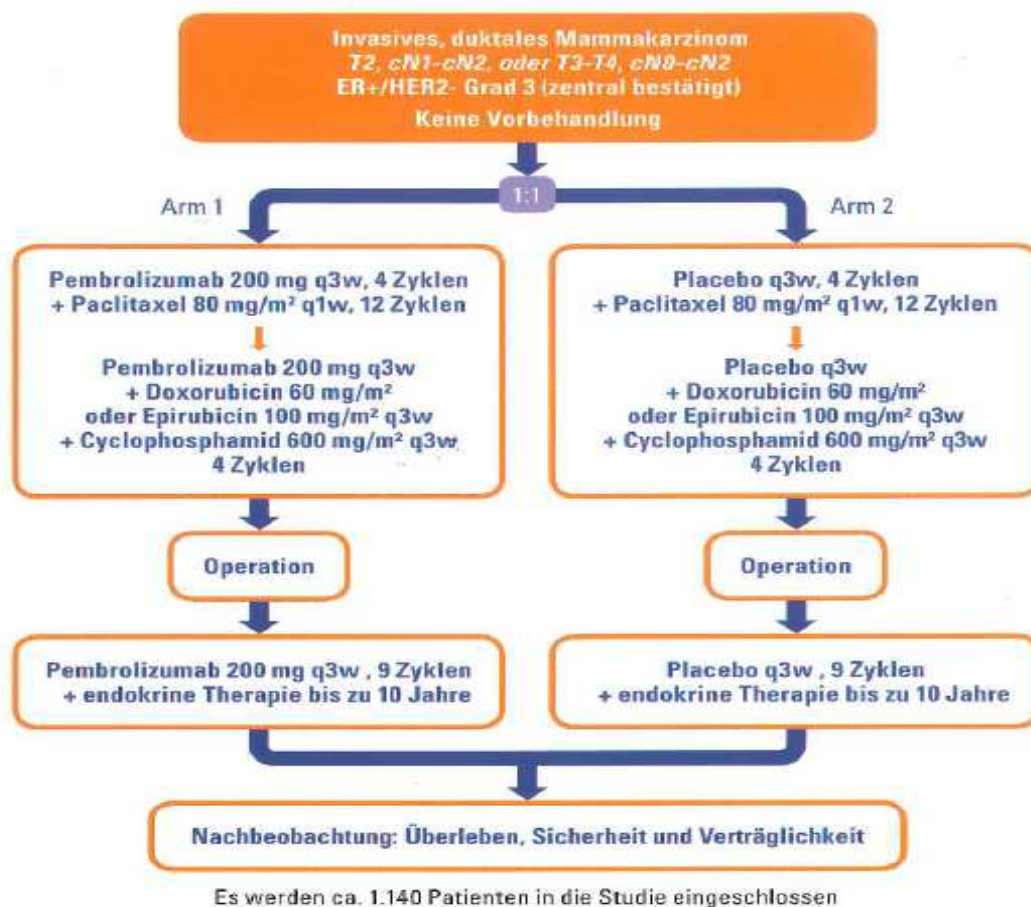 Invasives, duktales Mammakarzinom
T2, cN1-cN2, oder T3-T4, cN0-cN2
ER+/HER2- Grad 3 (zentral bestätigt)
Keine Vorbehandlung
1:1
Arm 1
Arm 2
Pembrolizumab 200 mg q3w, 4 Zyklen
+ Paclitaxel 80 mg/m² q1w, 12 Zyklen
Pembrolizumab 200 mg q3w
+ Doxorubicin 60 mg/m²
oder Epirubicin 100 mg/m² q3w
+ Cyclophosphamid 600 mg/m² q3w
4 Zyklen
Placebo q3w, 4 Zyklen
+ Paclitaxel 80 mg/m² q1w, 12 Zyklen
Placebo q3w
+ Doxorubicin 60 mg/m²
oder Epirubicin 100 mg/m² q3w
+ Cyclophosphamid 600 mg/m² q3w
4 Zyklen
Operation
Operation
Pembrolizumab 200 mg q3w , 9 Zyklen
+ endokrine Therapie bis zu 10 Jahre
Placebo q3w , 9 Zyklen
+ endokrine Therapie bis zu 10 Jahre
Nachbeobachtung: Überleben, Sicherheit und Verträglichkeit
Es werden ca. 1.140 Patienten in die Studie eingeschlossen